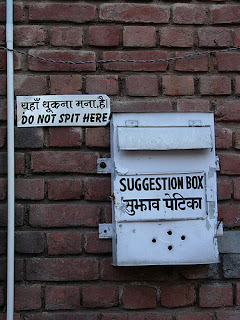 यहाँ थूकना मना है
DO NOT SPIT HERE
SUGGESTION BOX
सुझाव पेटिका